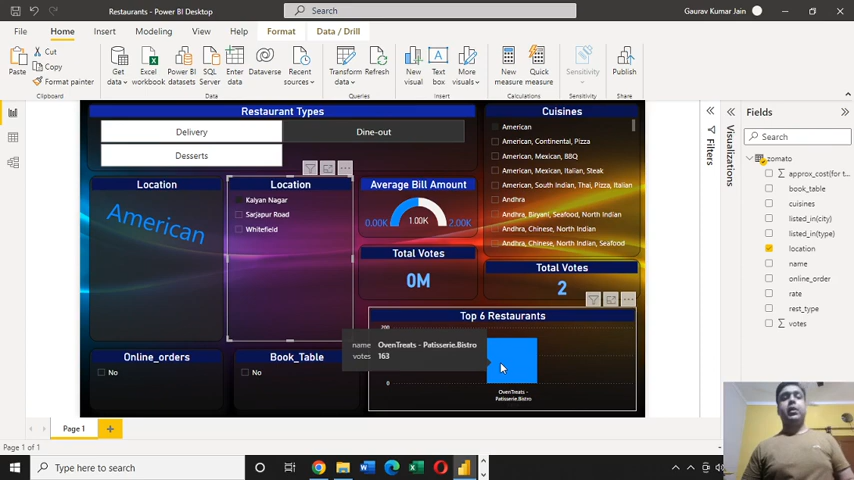 Restaurants - Power BI Desktop
Search
Gaurav Kumar Jain
File
Home
Insert
Modeling
View
Help
Format
Data / Drill
Paste
Cut
Copy
Format painter
Get data
Excel workbook
Power BI datasets
SQL Server
Enter data
Dataverse
Recent sources
Transform data
Refresh
New visual
Text box
More visuals
New measure
Quick measure
Sensitivity
Publish
Clipboard
Data
Queries
Insert
Calculations
Sensitivity
Share
Restaurant Types
Delivery
Dine-out
Desserts
Cuisines
American
American, Continental, Pizza
American, Mexican, BBQ
American, Mexican, Italian, Steak
American, South Indian, Thai, Pizza, Italian
Andhra
Andhra, Biryani, Seafood, North Indian
Andhra, Chinese, North Indian
Andhra, Chinese, North Indian, Seafood
Location
American
Location
Kalyan Nagar
Sarjapur Road
Whitefield
Average Bill Amount
0.00K
1.00K
2.00K
Total Votes
0M
Total Votes
2
Top 6 Restaurants
200
0
OvenTreats -
Patisserie.Bistro
name OvenTreats - Patisserie.Bistro
votes 163
Online_orders
No
Book_Table
No
Filters
Visualizations
Fields
Search
zomato
approx_cost(for t...
book_table
cuisines
listed_in(city)
listed_in(type)
location
name
online_order
rate
rest_type
votes
Page 1
Page 1 of 1
Type here to search